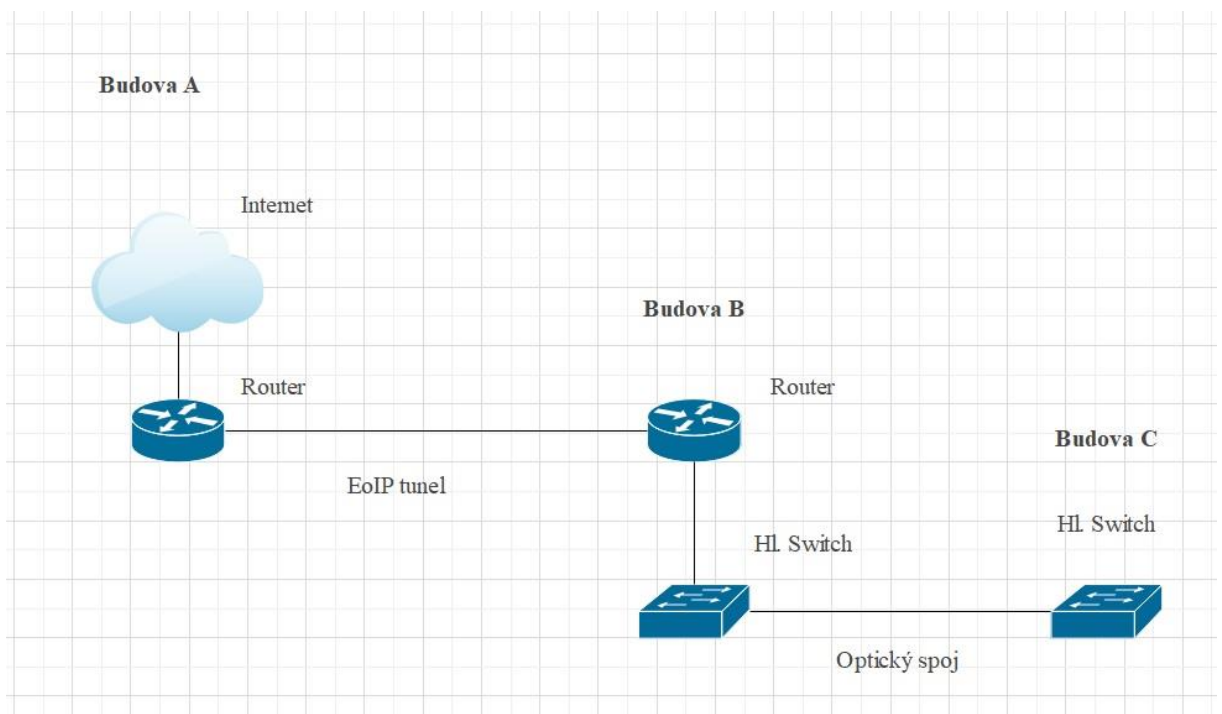 Budova A
Internet
Budova B
Router
Router
Budova C
EoIP tunel
Hl. Switch
Hl. Switch
Optický spoj